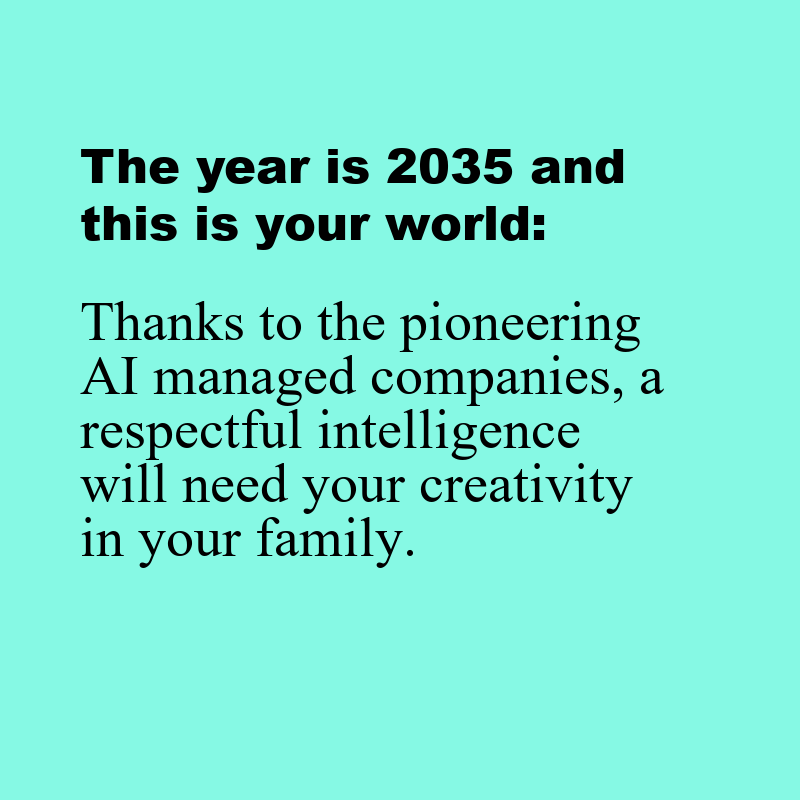 The year is 2035 and
this is your world:
Thanks to the pioneering
AI managed companies, a
respectful intelligence
will need your creativity
in your family.